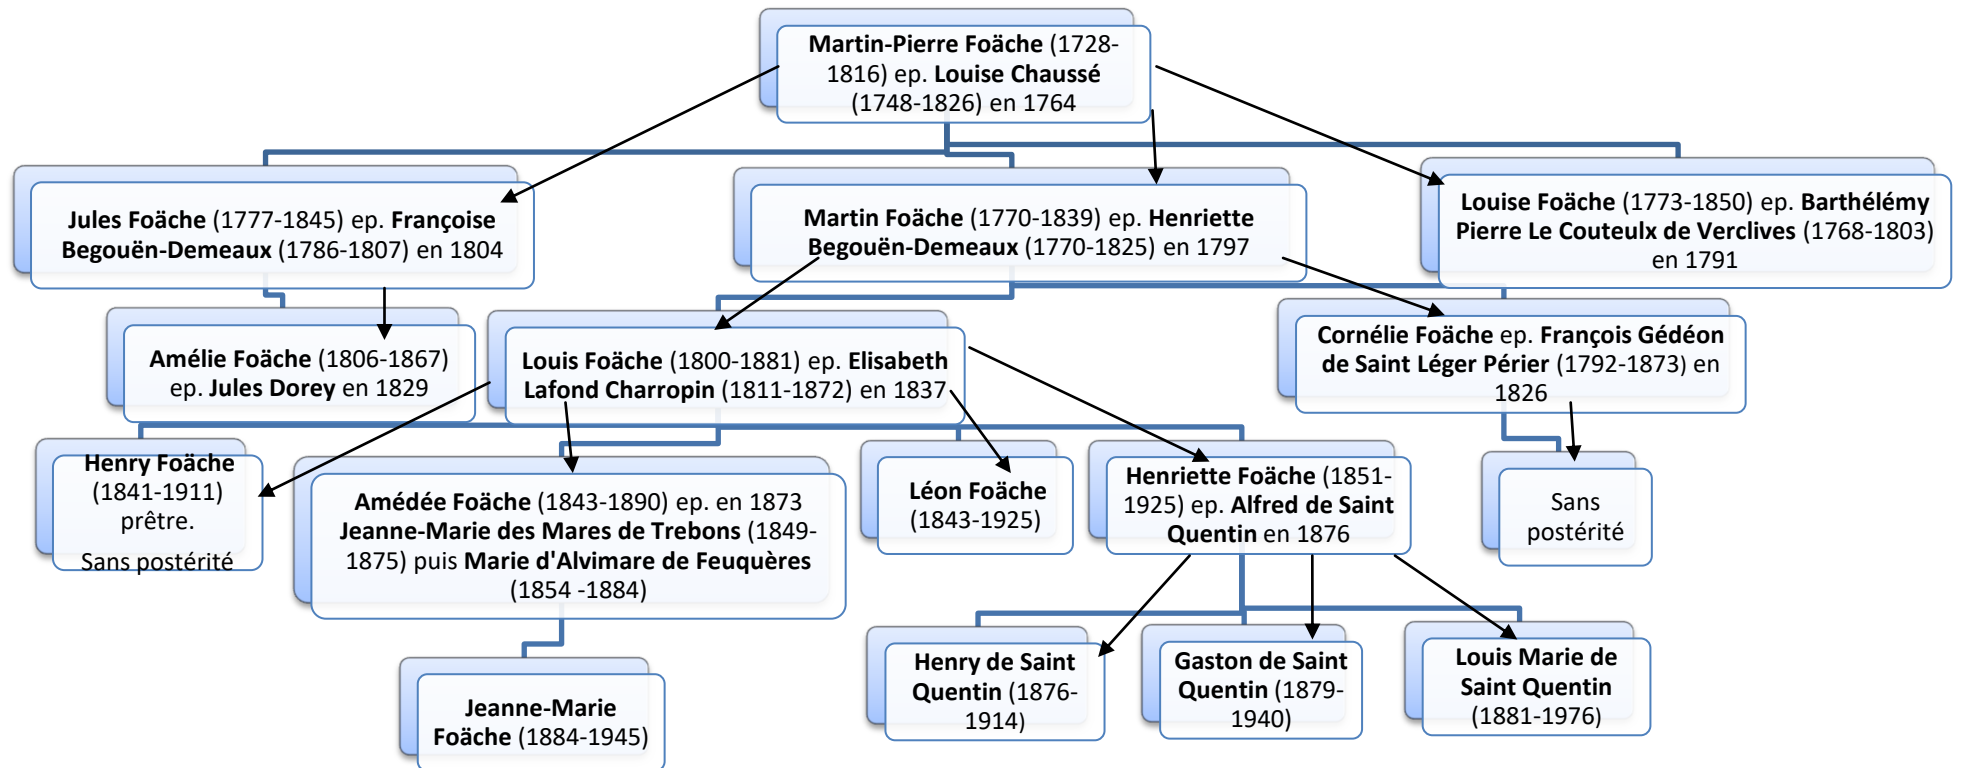 Martin-Pierre Foäche (1728-
1816) ep. Louise Chaussé
(1748-1826) en 1764
Jules Foäche (1777-1845) ep. Françoise
Begouën-Demeaux (1786-1807) en 1804
Martin Foäche (1770-1839) ep. Henriette
Begouën-Demeaux (1770-1825) en 1797
Louise Foäche (1773-1850) ep. Barthélémy
Pierre Le Couteulx de Verclives (1768-1803)
en 1791
Amélie Foäche (1806-1867)
ep. Jules Dorey en 1829
Louis Foäche (1800-1881) ep. Elisabeth
Lafond Charropin (1811-1872) en 1837
Cornélie Foäche ep. François Gédéon
de Saint Léger Périer (1792-1873) en
1826
Henry Foäche
(1841-1911)
prêtre.
Sans postérité
Amédée Foäche (1843-1890) ep. en 1873
Jeanne-Marie des Mares de Trebons (1849-
1875) puis Marie d'Alvimare de Feuquères
(1854 -1884)
Léon Foäche
(1843-1925)
Henriette Foäche (1851-
1925) ep. Alfred de Saint
Quentin en 1876
Sans
postérité
Jeanne-Marie
Foäche (1884-1945)
Henry de Saint
Quentin (1876-
1914)
Gaston de Saint
Quentin (1879-
1940)
Louis Marie de
Saint Quentin
(1881-1976)